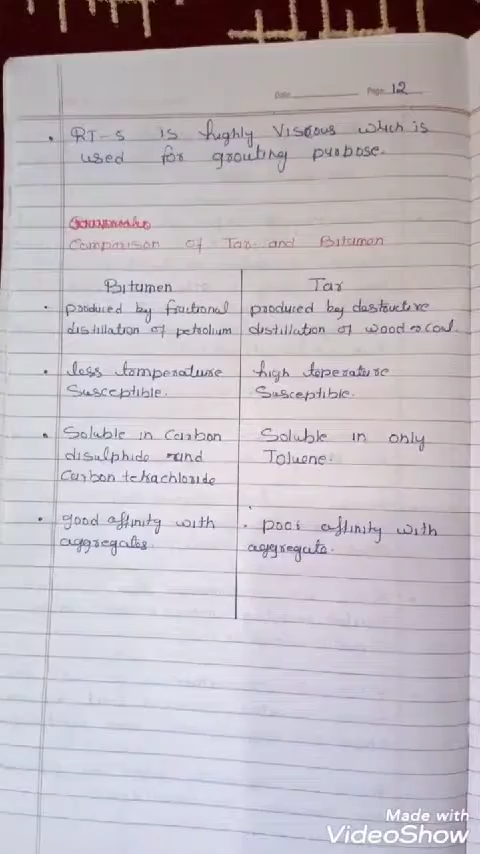 Date Page 12
• RT-5 is highly viscous which is
used for grouting purpose.
Comparision of Tar and Bitumen
Bitumen Tar
• produced by fractional produced by destructive
distillation of petrolium distillation of wood or coal.
• less temperature high teperature
Susceptible. Susceptible.
• Soluble in Carbon Soluble in only
disulphide and Toluene.
Carbon tetrachloride
• good affinity with • poor affinity with
aggregates. aggregate.
Made with
VideoShow